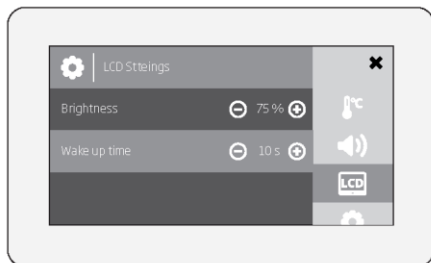 LCD Stteings
Brightness 75 %
Wake up time 10 s
°C
LCD